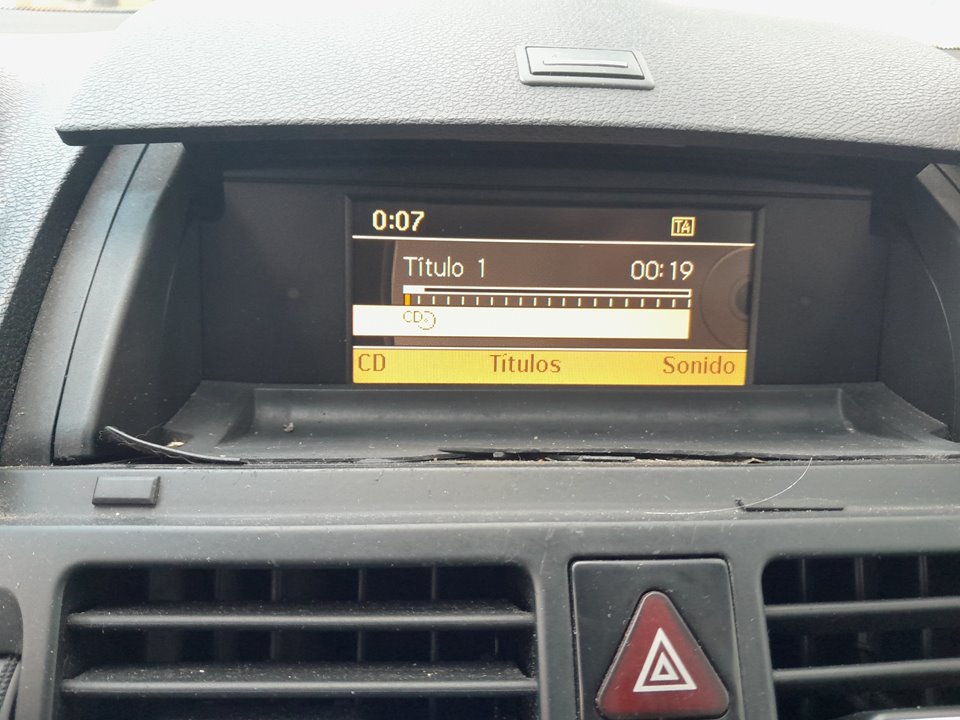 0:07 TA
Título 1 00:19
CD
CD Títulos Sonido